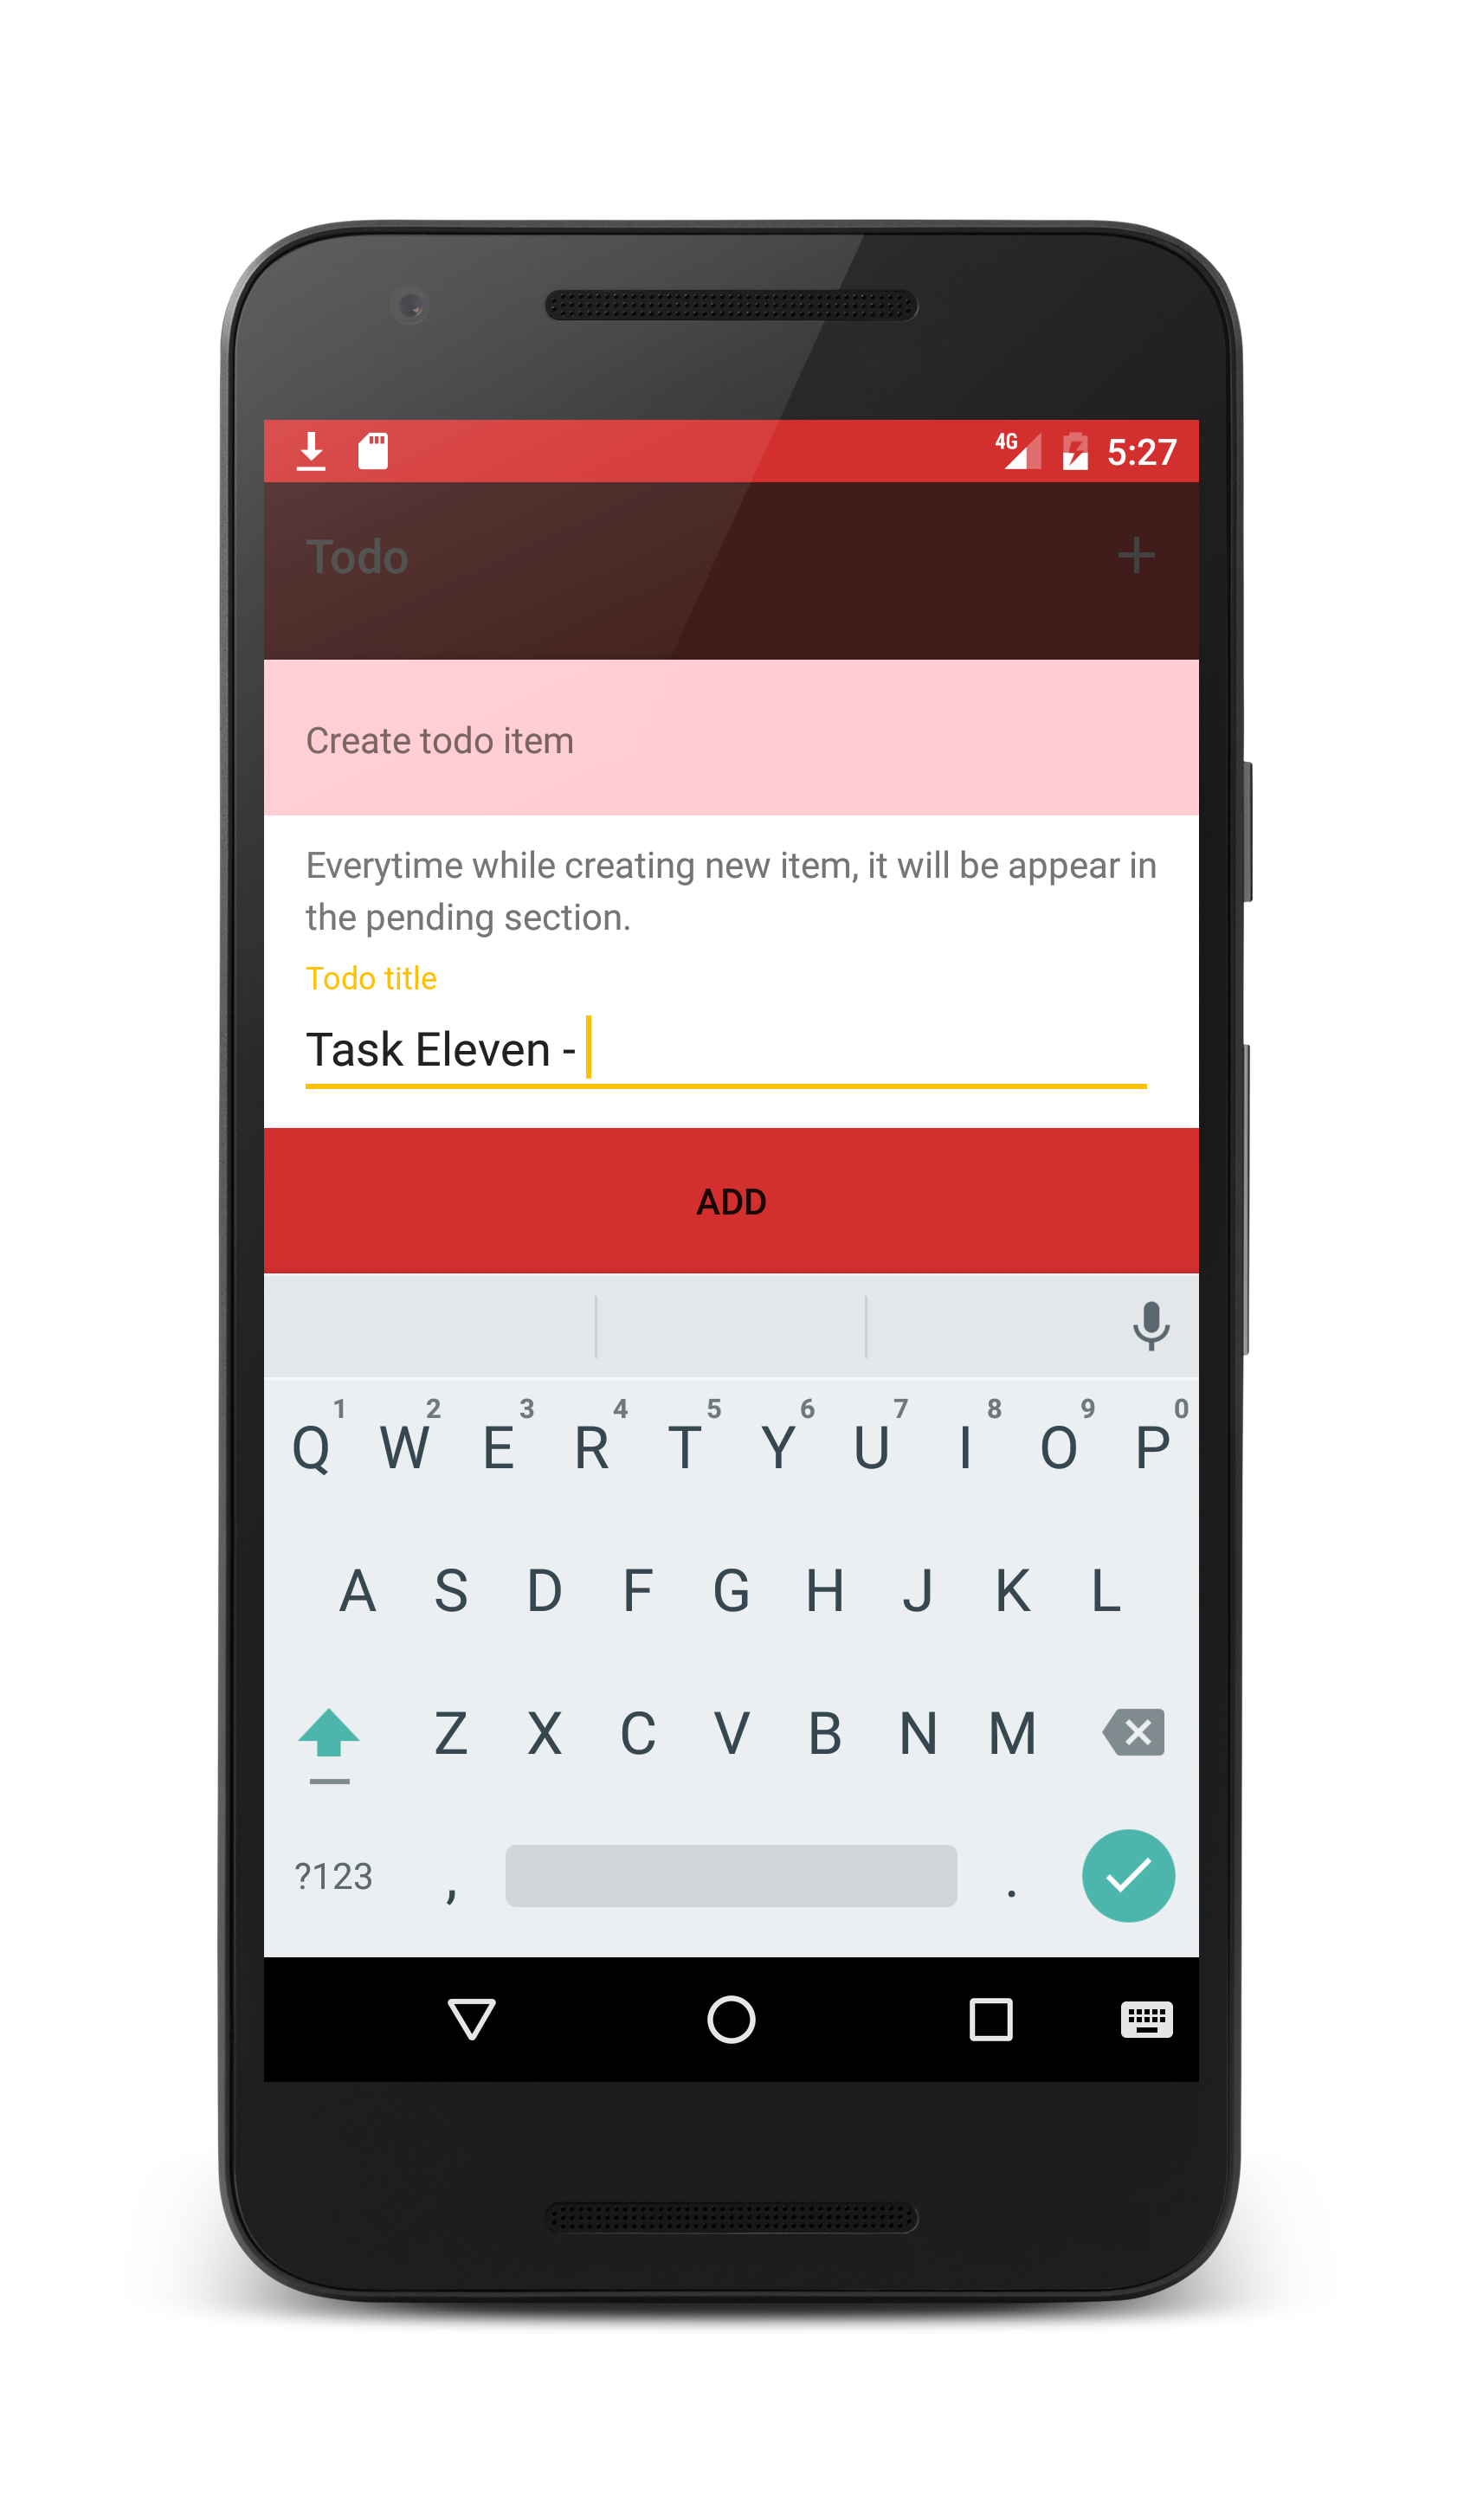 4G 5:27
Todo
Create todo item
Everytime while creating new item, it will be appear in
the pending section.
Todo title
Task Eleven -
ADD
1 2 3 4 5 6 7 8 9 0
Q W E R T Y U I O P
A S D F G H J K L
Z X C V B N M
?123 , .